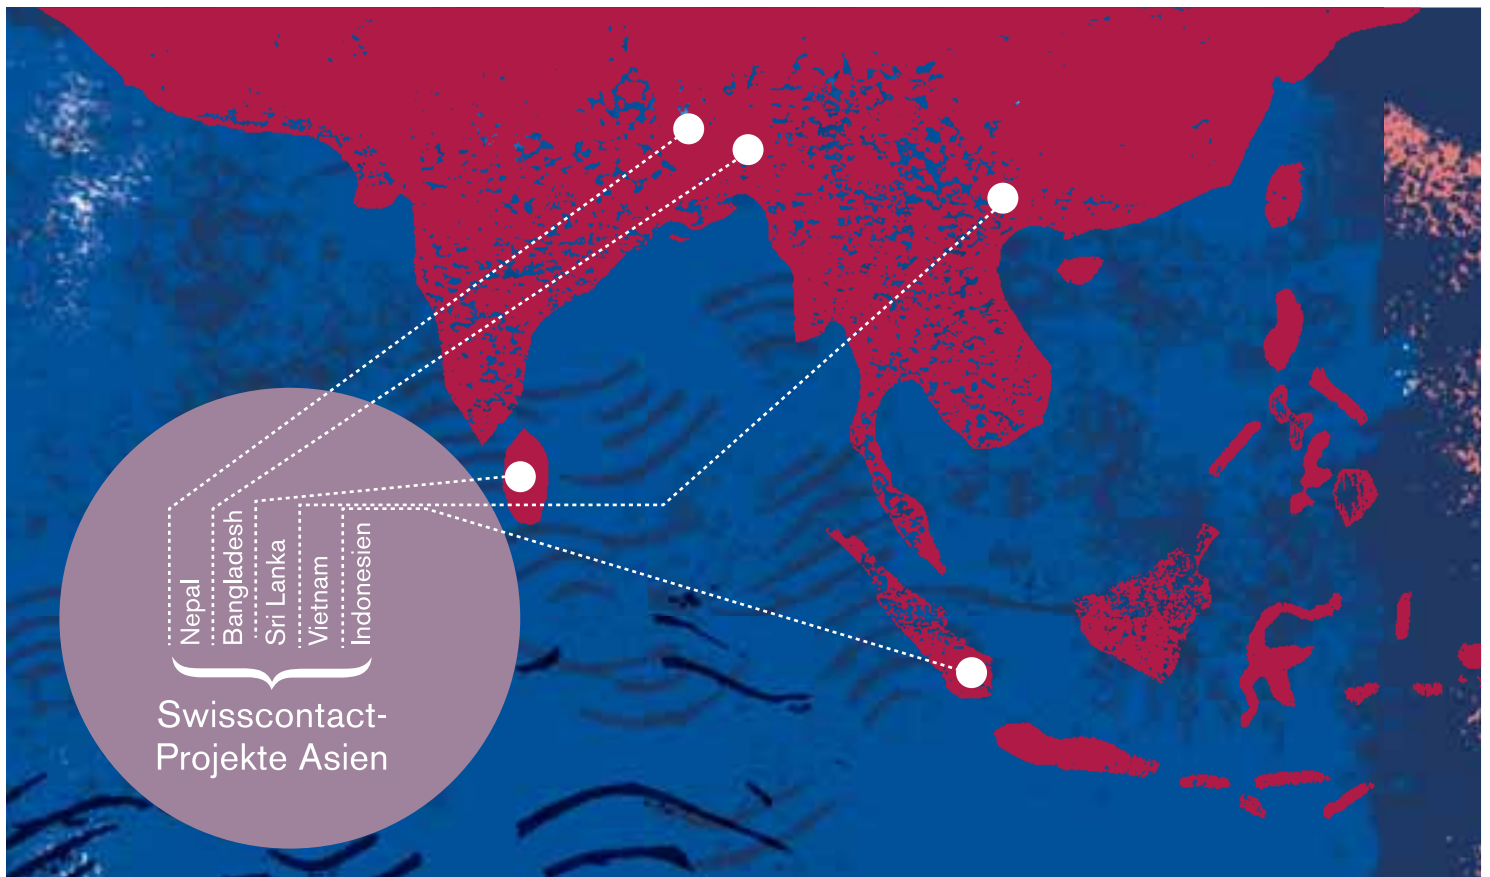 Nepal
Bangladesh
Sri Lanka
Vietnam
Indonesien
Swisscontact-
Projekte Asien